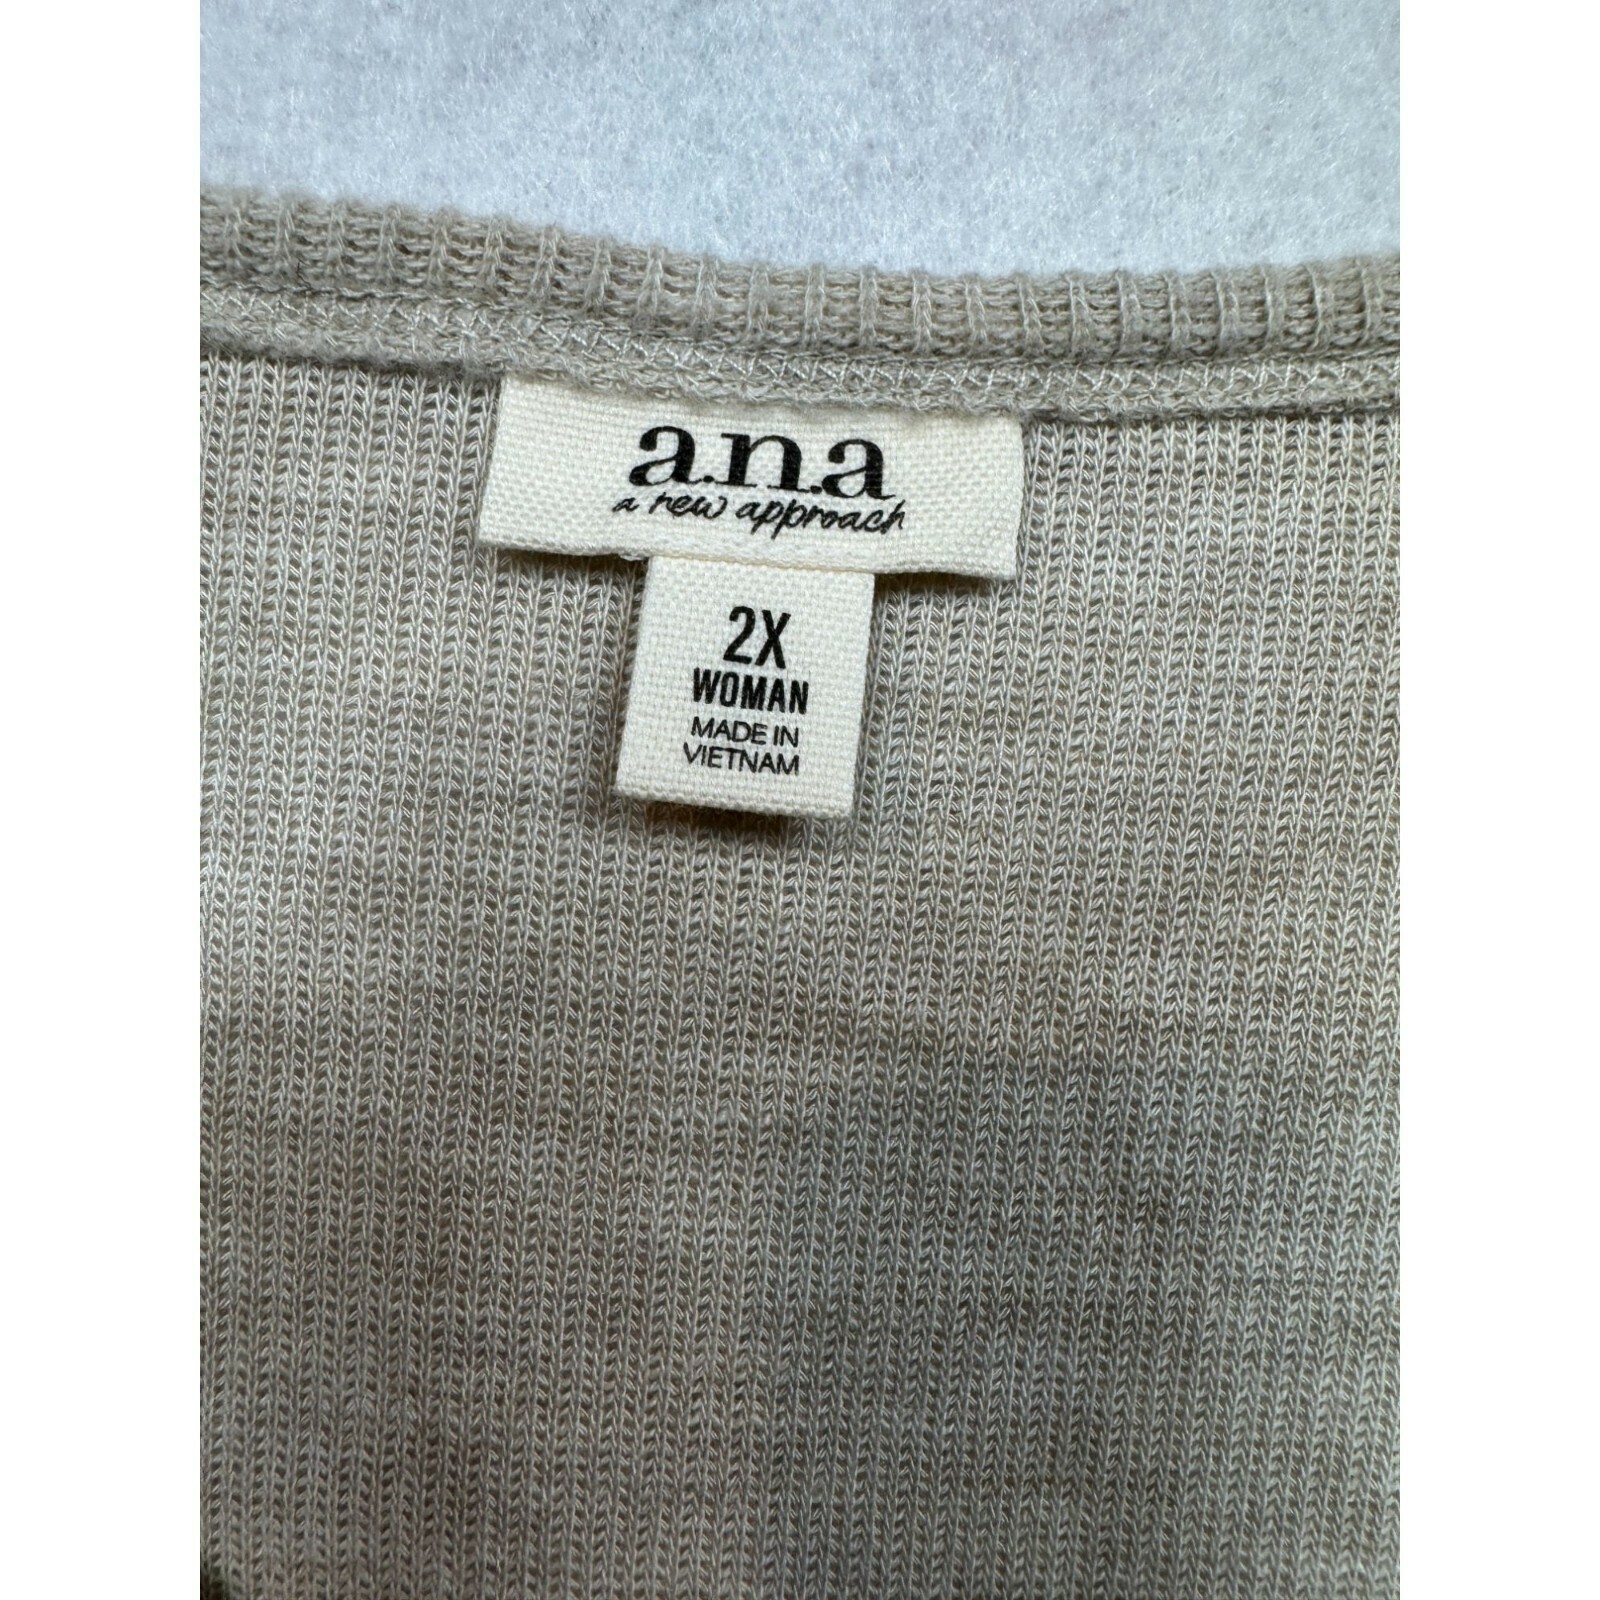 a.n.a
a new approach
2X
WOMAN
MADE IN
VIETNAM